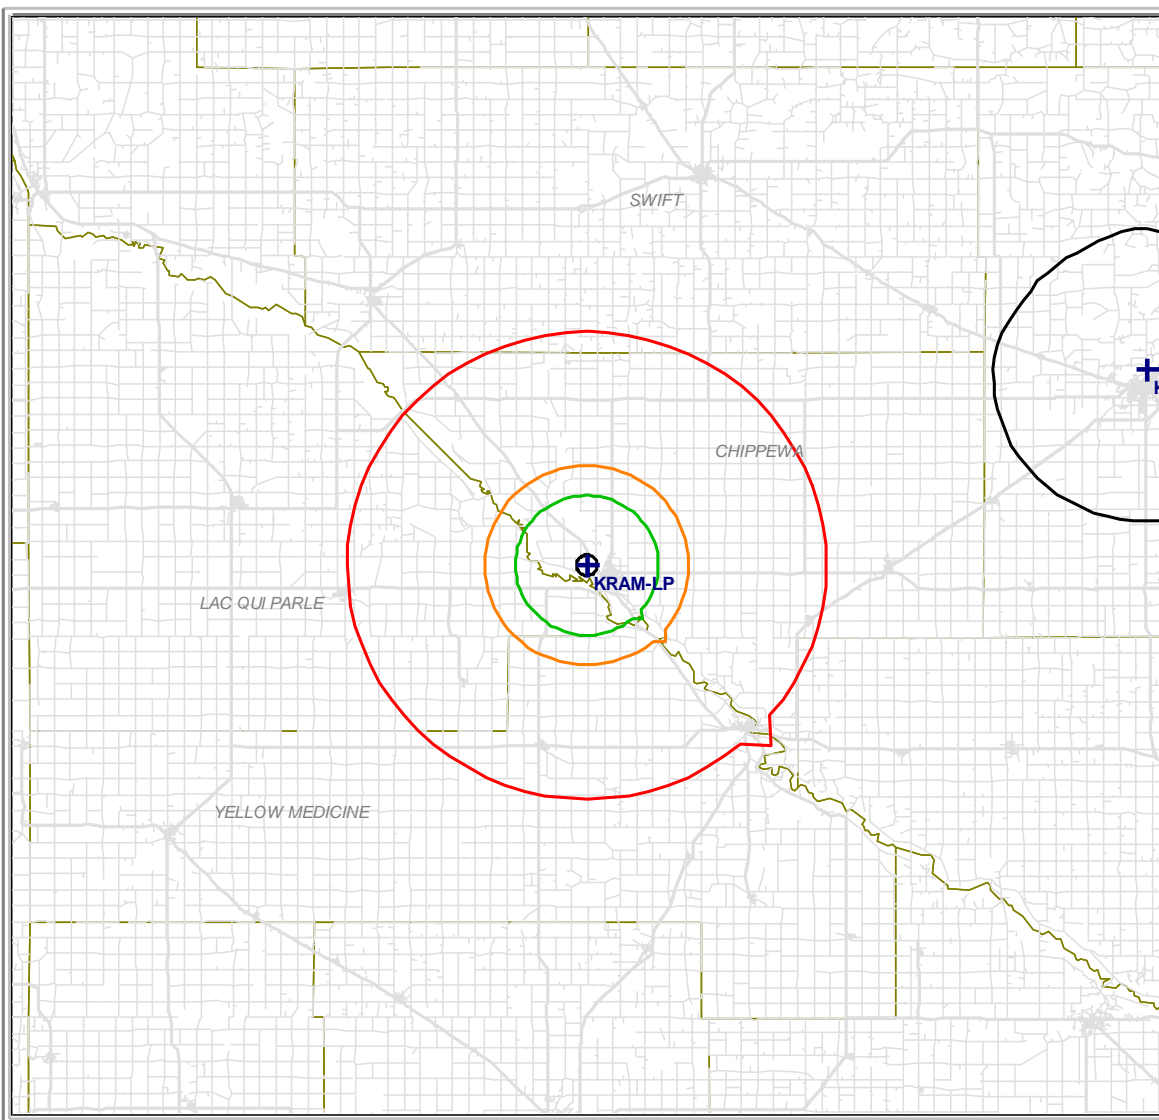 SWIFT
K
CHIPPEWA
KRAM-LP
LAC QUI PARLE
YELLOW MEDICINE